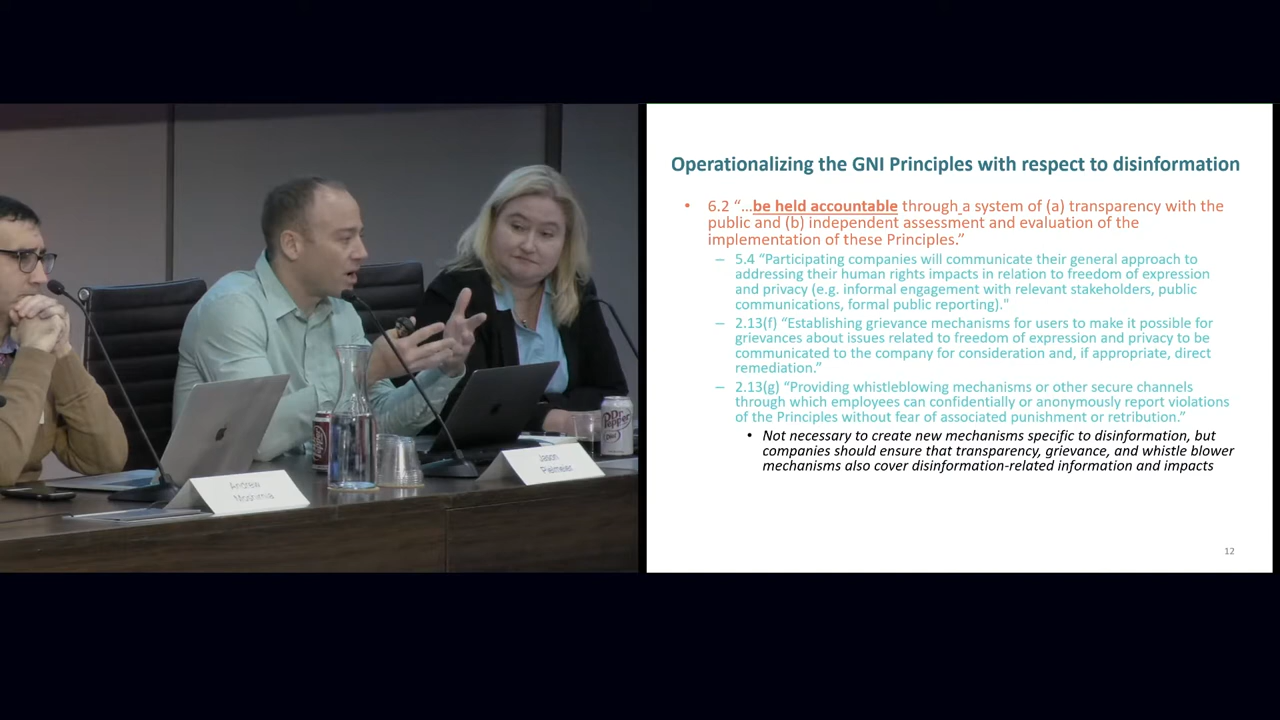 Operationalizing the GNI Principles with respect to disinformation
• 6.2 “…be held accountable through a system of (a) transparency with the
public and (b) independent assessment and evaluation of the
implementation of these Principles.”
– 5.4 “Participating companies will communicate their general approach to
addressing their human rights impacts in relation to freedom of expression
and privacy (e.g. informal engagement with relevant stakeholders, public
communications, formal public reporting)."
– 2.13(f) “Establishing grievance mechanisms for users to make it possible for
grievances about issues related to freedom of expression and privacy to be
communicated to the company for consideration and, if appropriate, direct
remediation.”
– 2.13(g) “Providing whistleblowing mechanisms or other secure channels
through which employees can confidentially or anonymously report violations
of the Principles without fear of associated punishment or retribution.”
• Not necessary to create new mechanisms specific to disinformation, but
companies should ensure that transparency, grievance, and whistle blower
mechanisms also cover disinformation-related information and impacts
12
Andrew
Jason
Pielmeier
Dr
Pepper